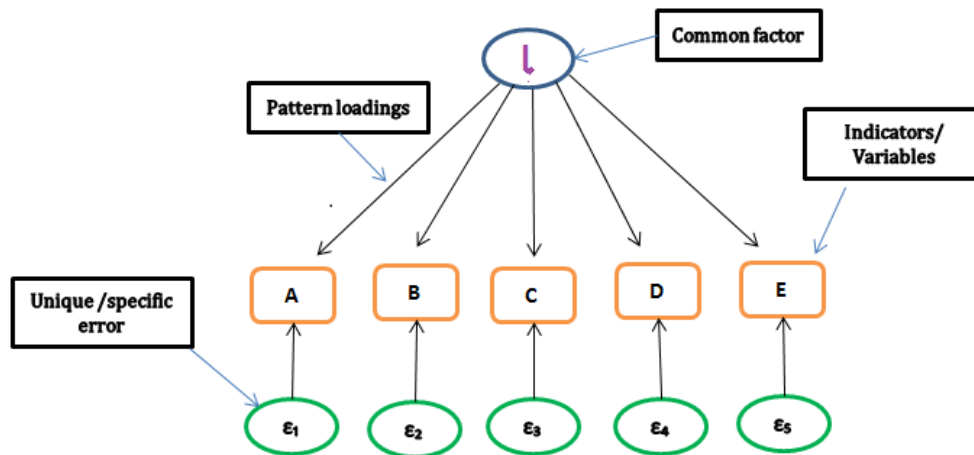 Common factor
Pattern loadings
Indicators/
Variables
Unique /specific
error
A
B
C
D
E
ε₁
ε₂
ε₃
ε₄
ε₅